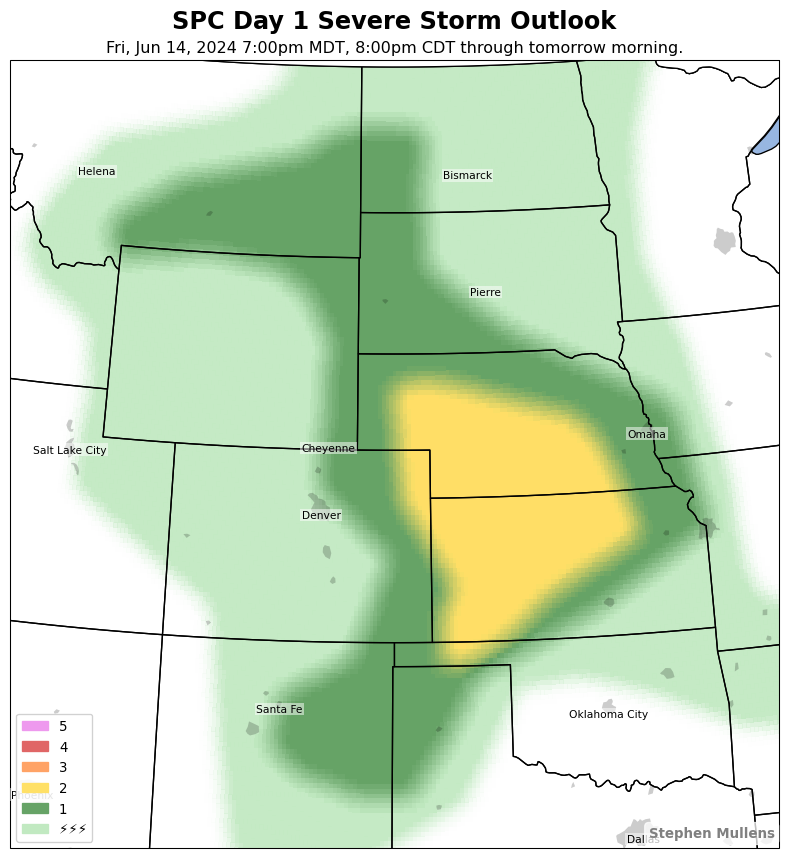 SPC Day 1 Severe Storm Outlook
Fri, Jun 14, 2024 7:00pm MDT, 8:00pm CDT through tomorrow morning.
Helena
Bismarck
Pierre
Omaha
Cheyenne
Salt Lake City
Denver
Santa Fe
Oklahoma City
5
4
3
2
1
⚡⚡⚡
Dallas
Stephen Mullens